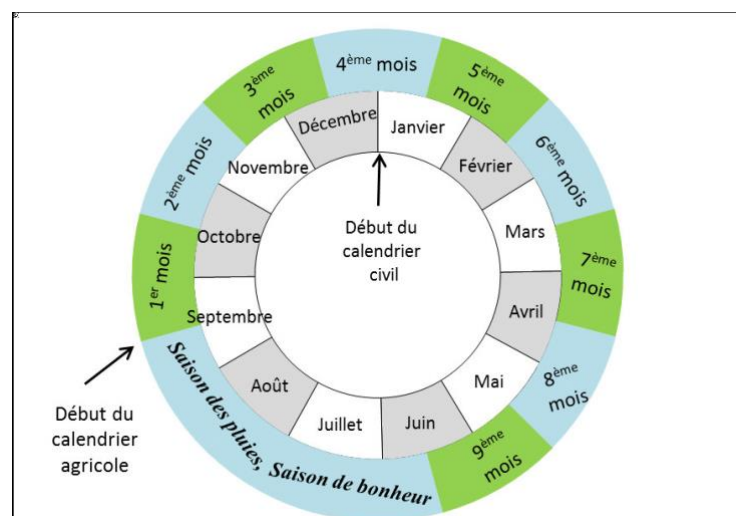 4ème mois
5ème mois
6ème mois
7ème mois
8ème mois
9ème mois
Saison des pluies, Saison de bonheur
1er mois
2ème mois
3ème mois
Janvier
Février
Mars
Avril
Mai
Juin
Juillet
Août
Septembre
Octobre
Novembre
Décembre
Début du
calendrier
civil
Début du
calendrier
agricole